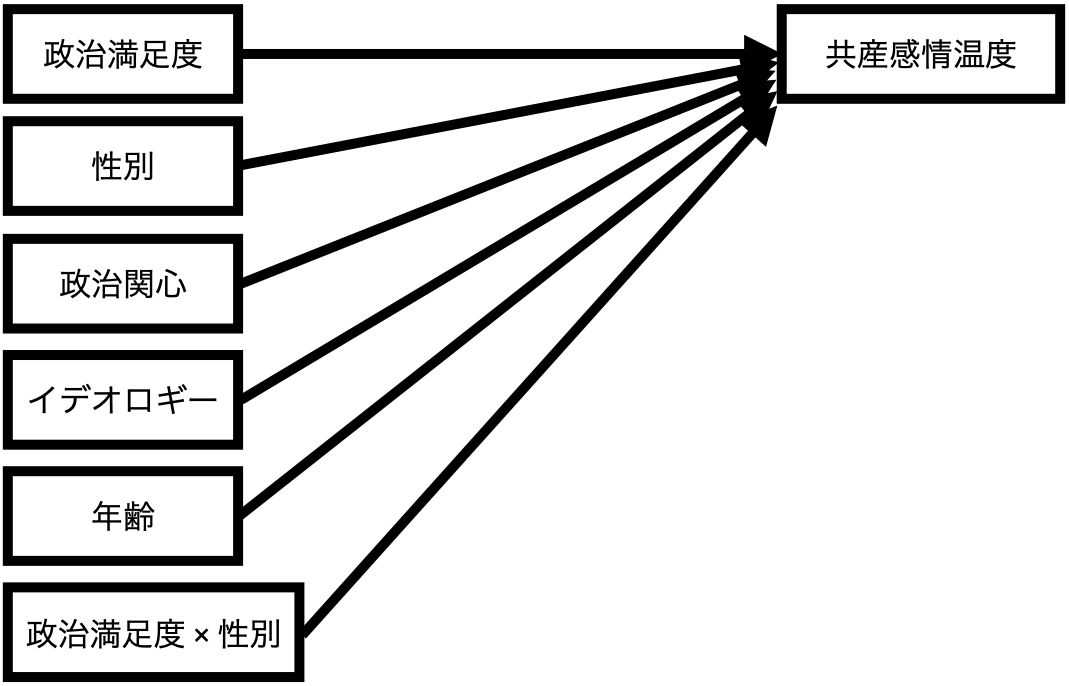 政治満足度
共産感情温度
性別
政治関心
イデオロギー
年齢
政治満足度 × 性別